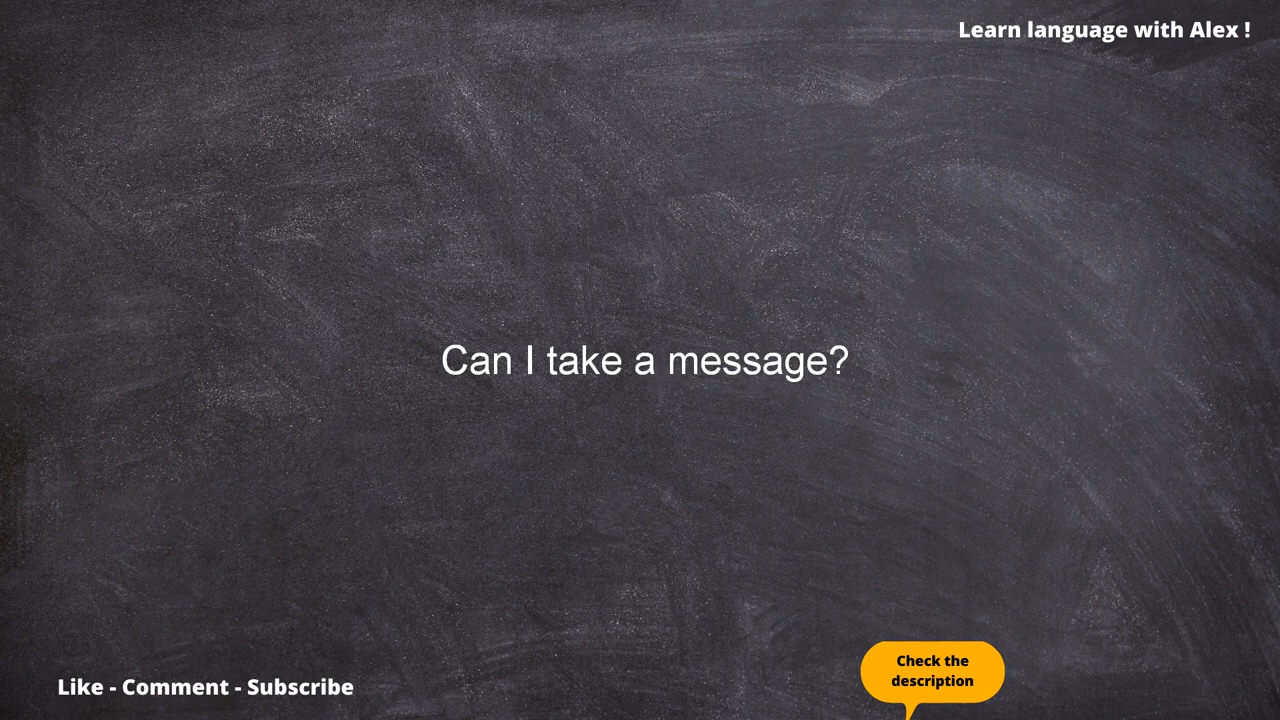 Learn language with Alex !
Can I take a message?
Check the
description
Like - Comment - Subscribe